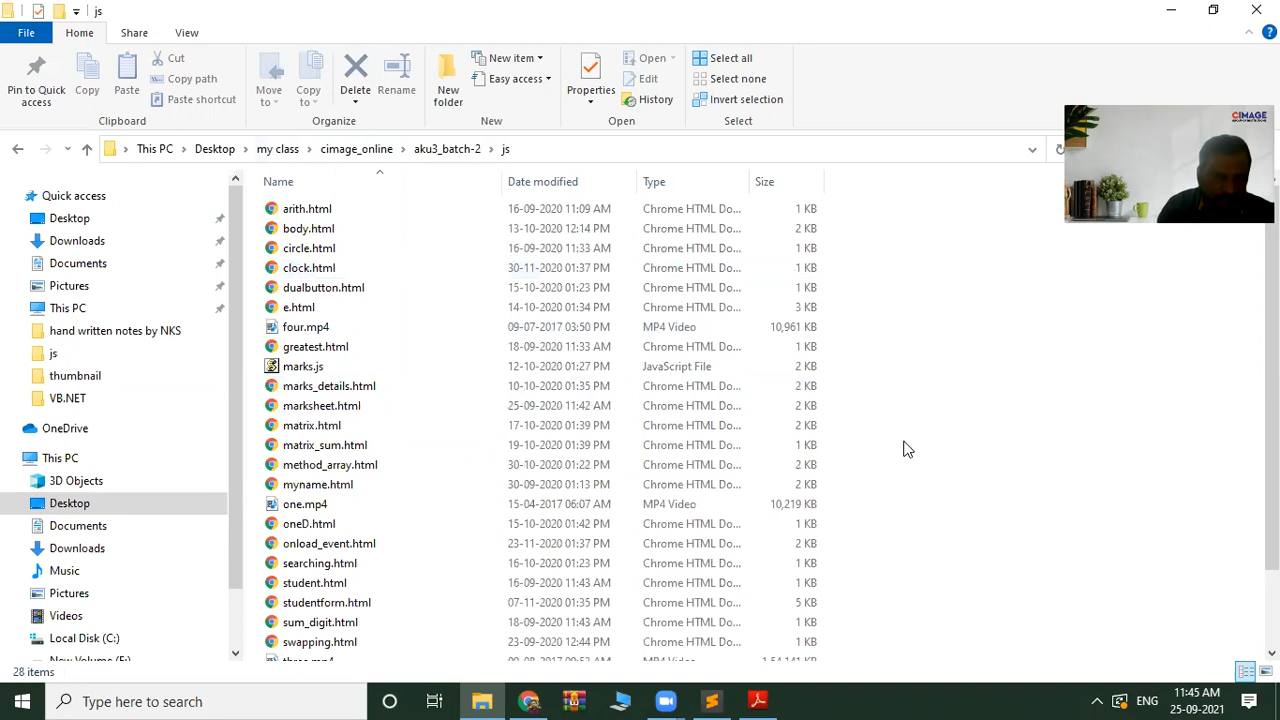 js
File Home Share View
Pin to Quick access
Copy
Paste
Cut
Copy path
Paste shortcut
Clipboard
Move to
Copy to
Delete
Rename
Organize
New folder
New item
Easy access
New
Properties
Open
Edit
History
Open
Select all
Select none
Invert selection
Select
CIMAGE
This PC > Desktop > my class > cimage_online > aku3_batch-2 > js
Name Date modified Type Size
Quick access
Desktop
Downloads
Documents
Pictures
This PC
hand written notes by NKS
js
thumbnail
VB.NET
OneDrive
This PC
3D Objects
Desktop
Documents
Downloads
Music
Pictures
Videos
Local Disk (C:)
New Volume (E:)
arith.html 16-09-2020 11:09 AM Chrome HTML Do... 1 KB
body.html 13-10-2020 12:14 PM Chrome HTML Do... 2 KB
circle.html 16-09-2020 11:33 AM Chrome HTML Do... 1 KB
clock.html 30-11-2020 01:37 PM Chrome HTML Do... 1 KB
dualbutton.html 15-10-2020 01:23 PM Chrome HTML Do... 1 KB
e.html 14-10-2020 01:34 PM Chrome HTML Do... 3 KB
four.mp4 09-07-2017 03:50 PM MP4 Video 10,961 KB
greatest.html 18-09-2020 11:33 AM Chrome HTML Do... 1 KB
marks.js 12-10-2020 01:27 PM JavaScript File 2 KB
marks_details.html 10-10-2020 01:35 PM Chrome HTML Do... 2 KB
marksheet.html 25-09-2020 11:42 AM Chrome HTML Do... 2 KB
matrix.html 17-10-2020 01:39 PM Chrome HTML Do... 2 KB
matrix_sum.html 19-10-2020 01:39 PM Chrome HTML Do... 1 KB
method_array.html 30-10-2020 01:22 PM Chrome HTML Do... 2 KB
myname.html 30-09-2020 01:13 PM Chrome HTML Do... 2 KB
one.mp4 15-04-2017 06:07 AM MP4 Video 10,219 KB
oneD.html 15-10-2020 01:42 PM Chrome HTML Do... 1 KB
onload_event.html 23-11-2020 01:37 PM Chrome HTML Do... 2 KB
searching.html 16-10-2020 01:23 PM Chrome HTML Do... 1 KB
student.html 16-09-2020 11:43 AM Chrome HTML Do... 1 KB
studentform.html 07-11-2020 01:35 PM Chrome HTML Do... 5 KB
sum_digit.html 18-09-2020 11:43 AM Chrome HTML Do... 1 KB
swapping.html 23-09-2020 12:44 PM Chrome HTML Do... 1 KB
28 items
Type here to search
ENG
11:45 AM
25-09-2021